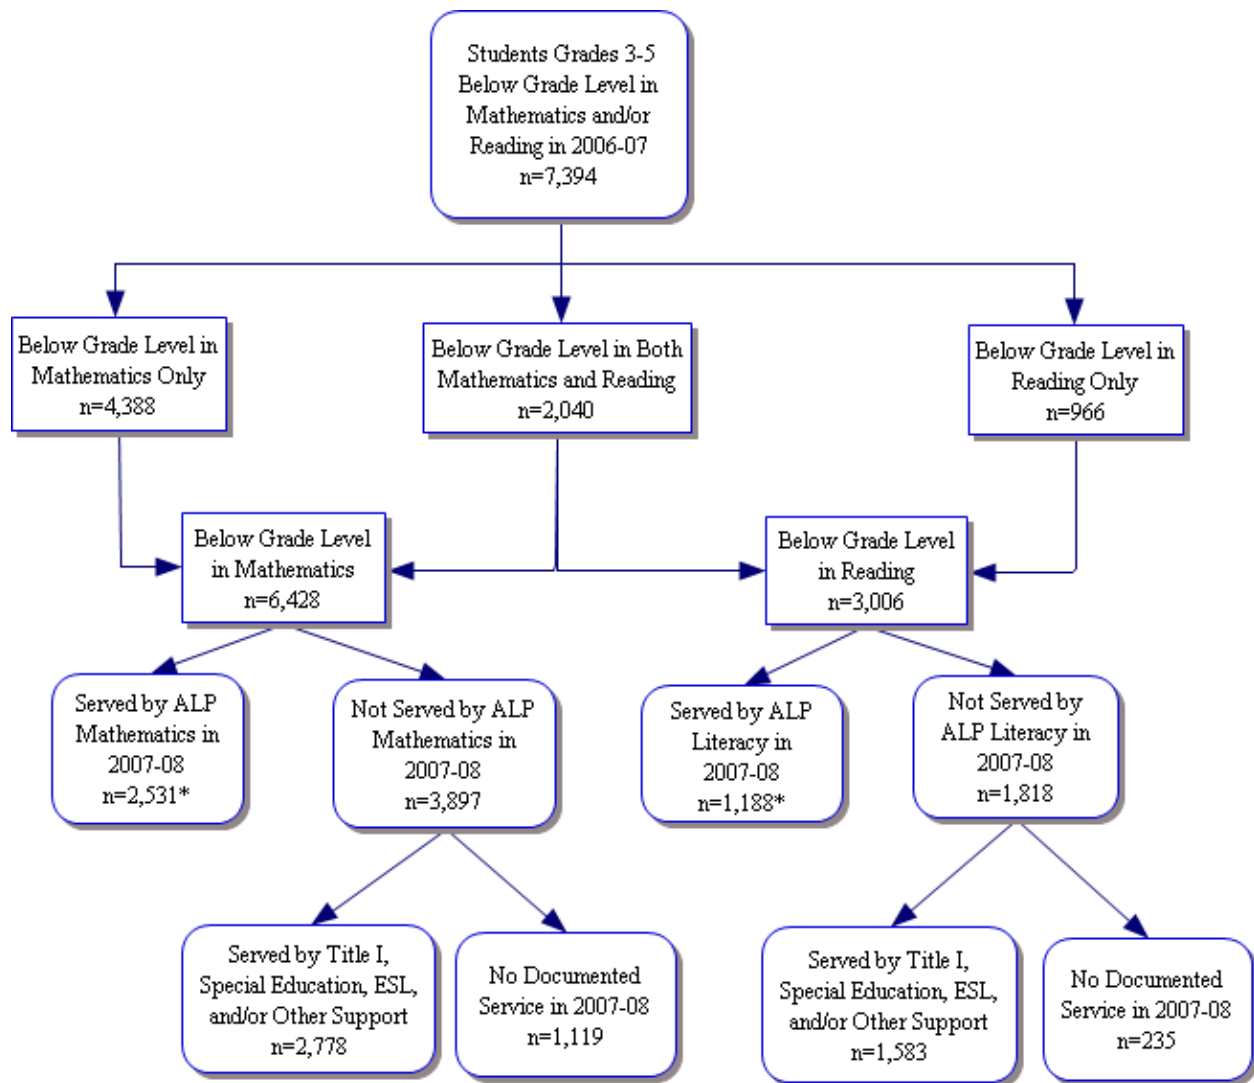 Students Grades 3-5
Below Grade Level in
Mathematics and/or
Reading in 2006-07
n=7,394
Below Grade Level in
Mathematics Only
n=4,388
Below Grade Level in Both
Mathematics and Reading
n=2,040
Below Grade Level in
Reading Only
n=966
Below Grade Level
in Mathematics
n=6,428
Below Grade Level
in Reading
n=3,006
Served by ALP
Mathematics in
2007-08
n=2,531*
Not Served by ALP
Mathematics in
2007-08
n=3,897
Served by ALP
Literacy in
2007-08
n=1,188*
Not Served by
ALP Literacy in
2007-08
n=1,818
Served by Title I,
Special Education, ESL,
and/or Other Support
n=2,778
No Documented
Service in 2007-08
n=1,119
Served by Title I,
Special Education, ESL,
and/or Other Support
n=1,583
No Documented
Service in 2007-08
n=235